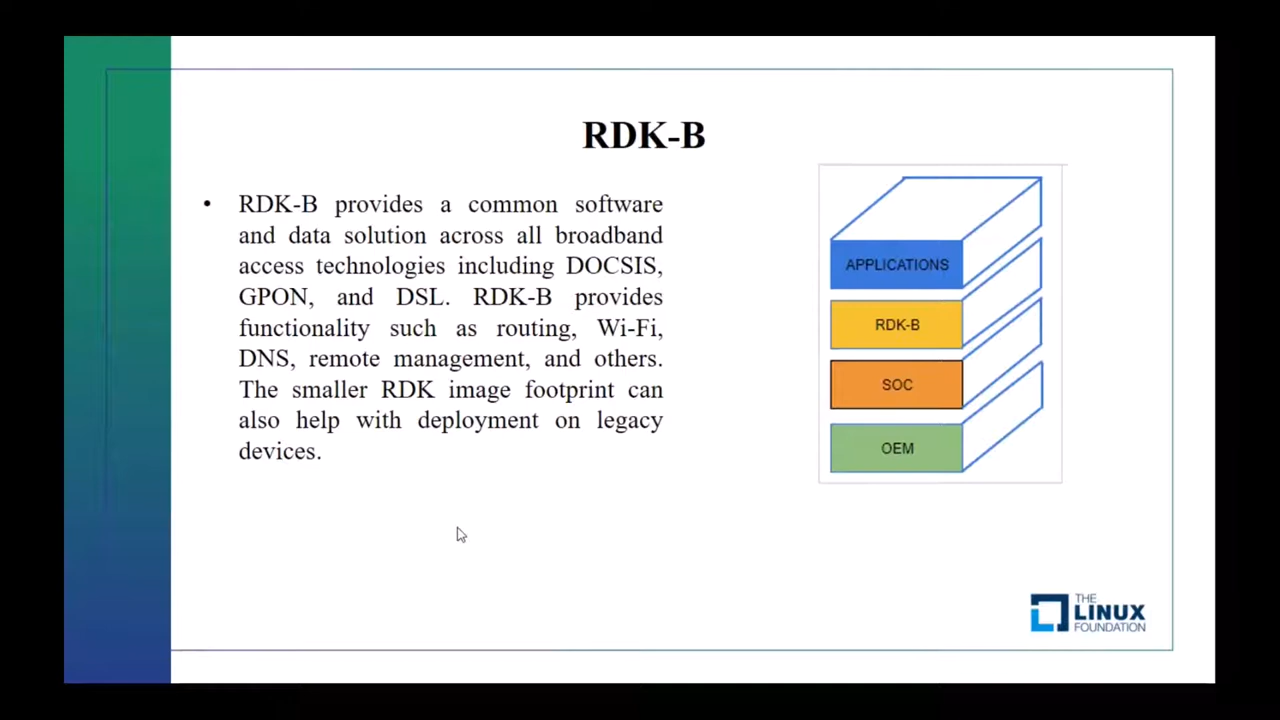 RDK-B
• RDK-B provides a common software
and data solution across all broadband
access technologies including DOCSIS,
GPON, and DSL. RDK-B provides
functionality such as routing, Wi-Fi,
DNS, remote management, and others.
The smaller RDK image footprint can
also help with deployment on legacy
devices.
APPLICATIONS
RDK-B
SOC
OEM
THE
LINUX
FOUNDATION